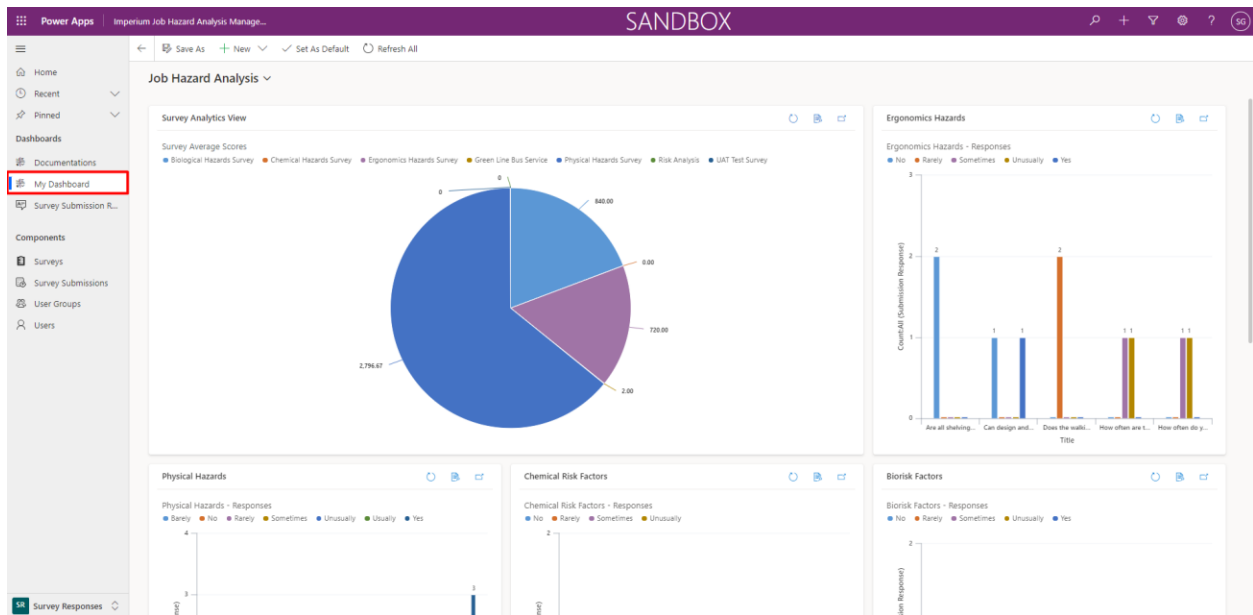 Power Apps
Imperium Job Hazard Analysis Manage...
SANDBOX
?
SG
Save As
New
Set As Default
Refresh All
Home
Recent
Pinned
Dashboards
Documentations
My Dashboard
Survey Submission R...
Components
Surveys
Survey Submissions
User Groups
Users
SR Survey Responses
Job Hazard Analysis
Survey Analytics View
Survey Average Scores
Biological Hazards Survey Chemical Hazards Survey Ergonomics Hazards Survey Green Line Bus Service Physical Hazards Survey Risk Analysis UAT Test Survey
0
0
840.00
0.00
720.00
2.00
2,796.67
Ergonomics Hazards
Ergonomics Hazards - Responses
No Rarely Sometimes Unusually Yes
3
2
1
0
Count:All (Submission Response)
2
1
1
2
1 1
1 1
Are all shelving... Can design and... Does the walki... How often are t... How often do y...
Title
Physical Hazards
Physical Hazards - Responses
Barely No Rarely Sometimes Unusually Usually Yes
4
3
3
Chemical Risk Factors
Chemical Risk Factors - Responses
No Rarely Sometimes Unusually
2
Biorisk Factors
Biorisk Factors - Responses
No Rarely Sometimes Unusually Yes
2